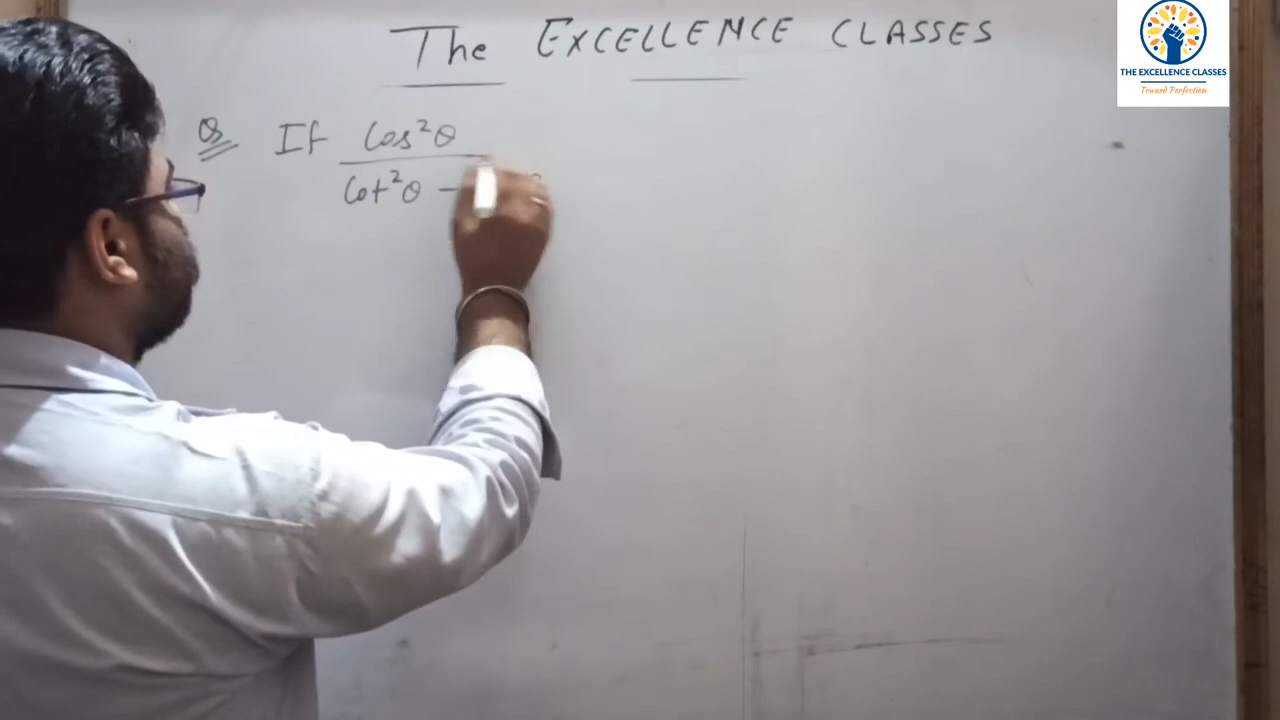 The EXCELLENCE CLASSES
THE EXCELLENCE CLASSES
Toward Perfection
Q If Cos²θ
Cot²θ -